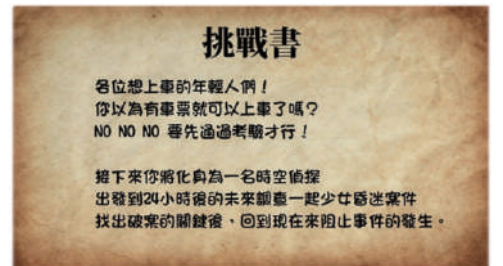 挑戰書
各位想上車的年輕人們！
你以為有車票就可以上車了嗎？
NO NO NO 要先通過考驗才行！
接下來你將化身為一名時空偵探
出發到24小時後的未來調查一起少女昏迷案件
找出破案的關鍵後、回到現在來阻止事件的發生。